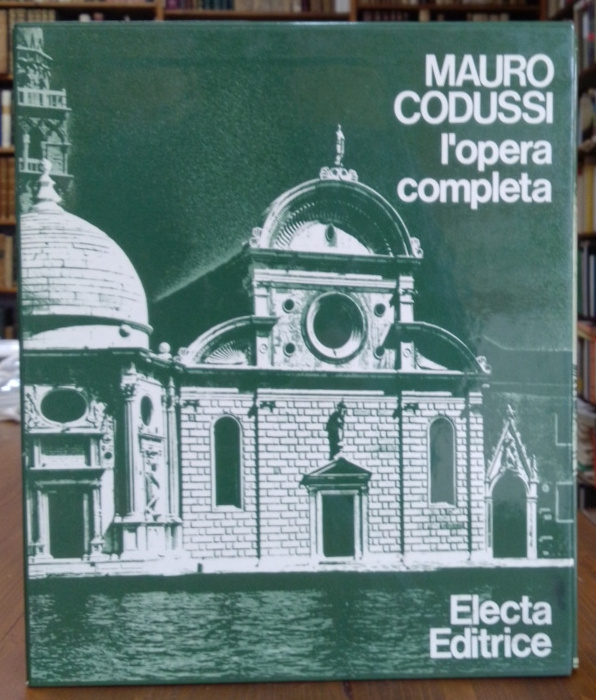 MAURO
CODUSSI
l'opera
completa
Electa
Editrice